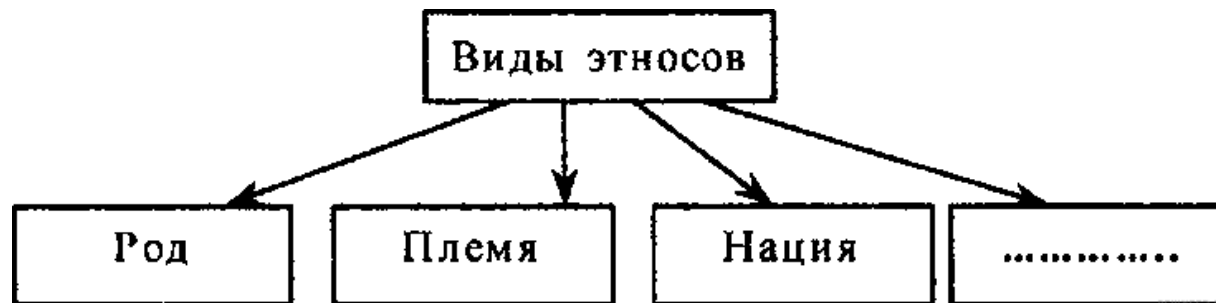 Виды этносов
Род
Племя
Нация
……………